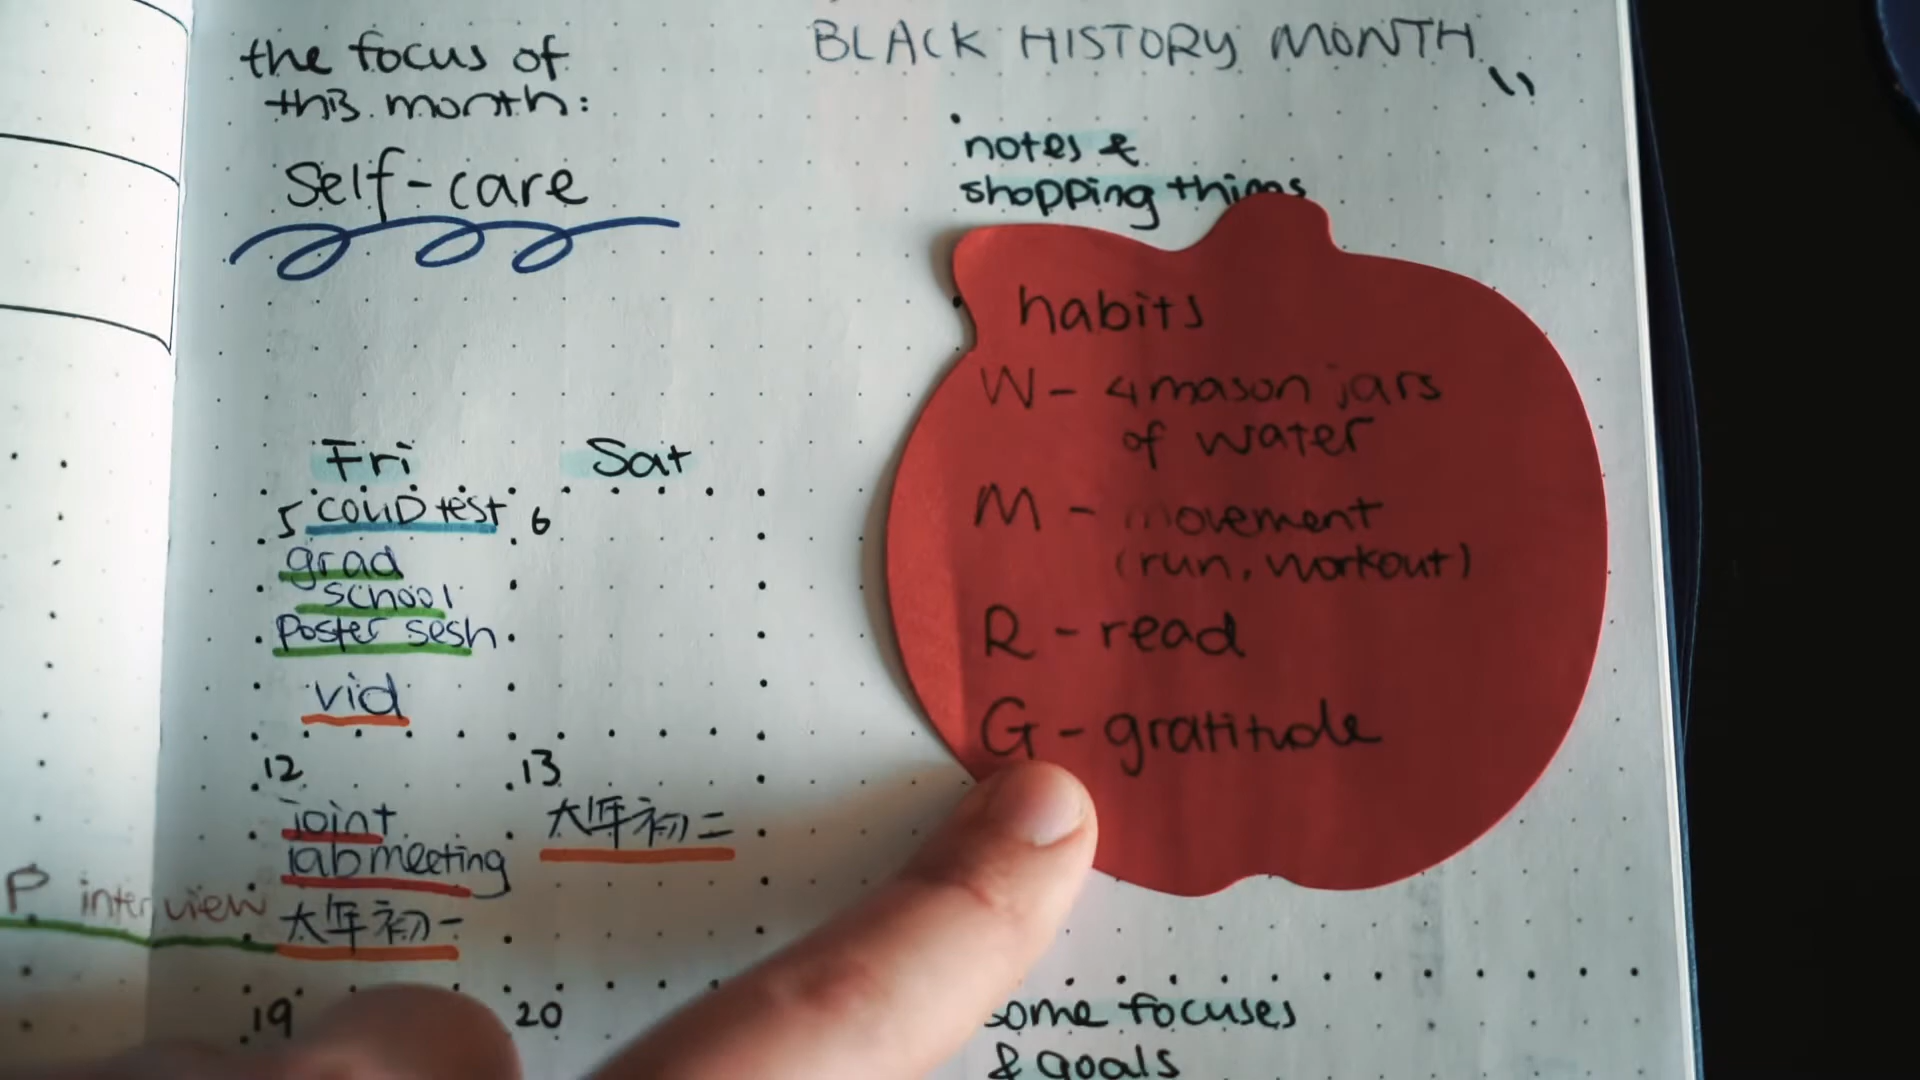 the focus of
this month:
self-care
BLACK HISTORY MONTH
notes &
shopping things
habits
W - 4 mason jars
of water
M - movement
(run, workout)
R - read
G - gratitude
Fri Sat
5 COVID test 6
grad
school
poster sesh
vid
12 13
joint
lab meeting
大年初二
P interview
大年初一
19 20
some focuses
& goals